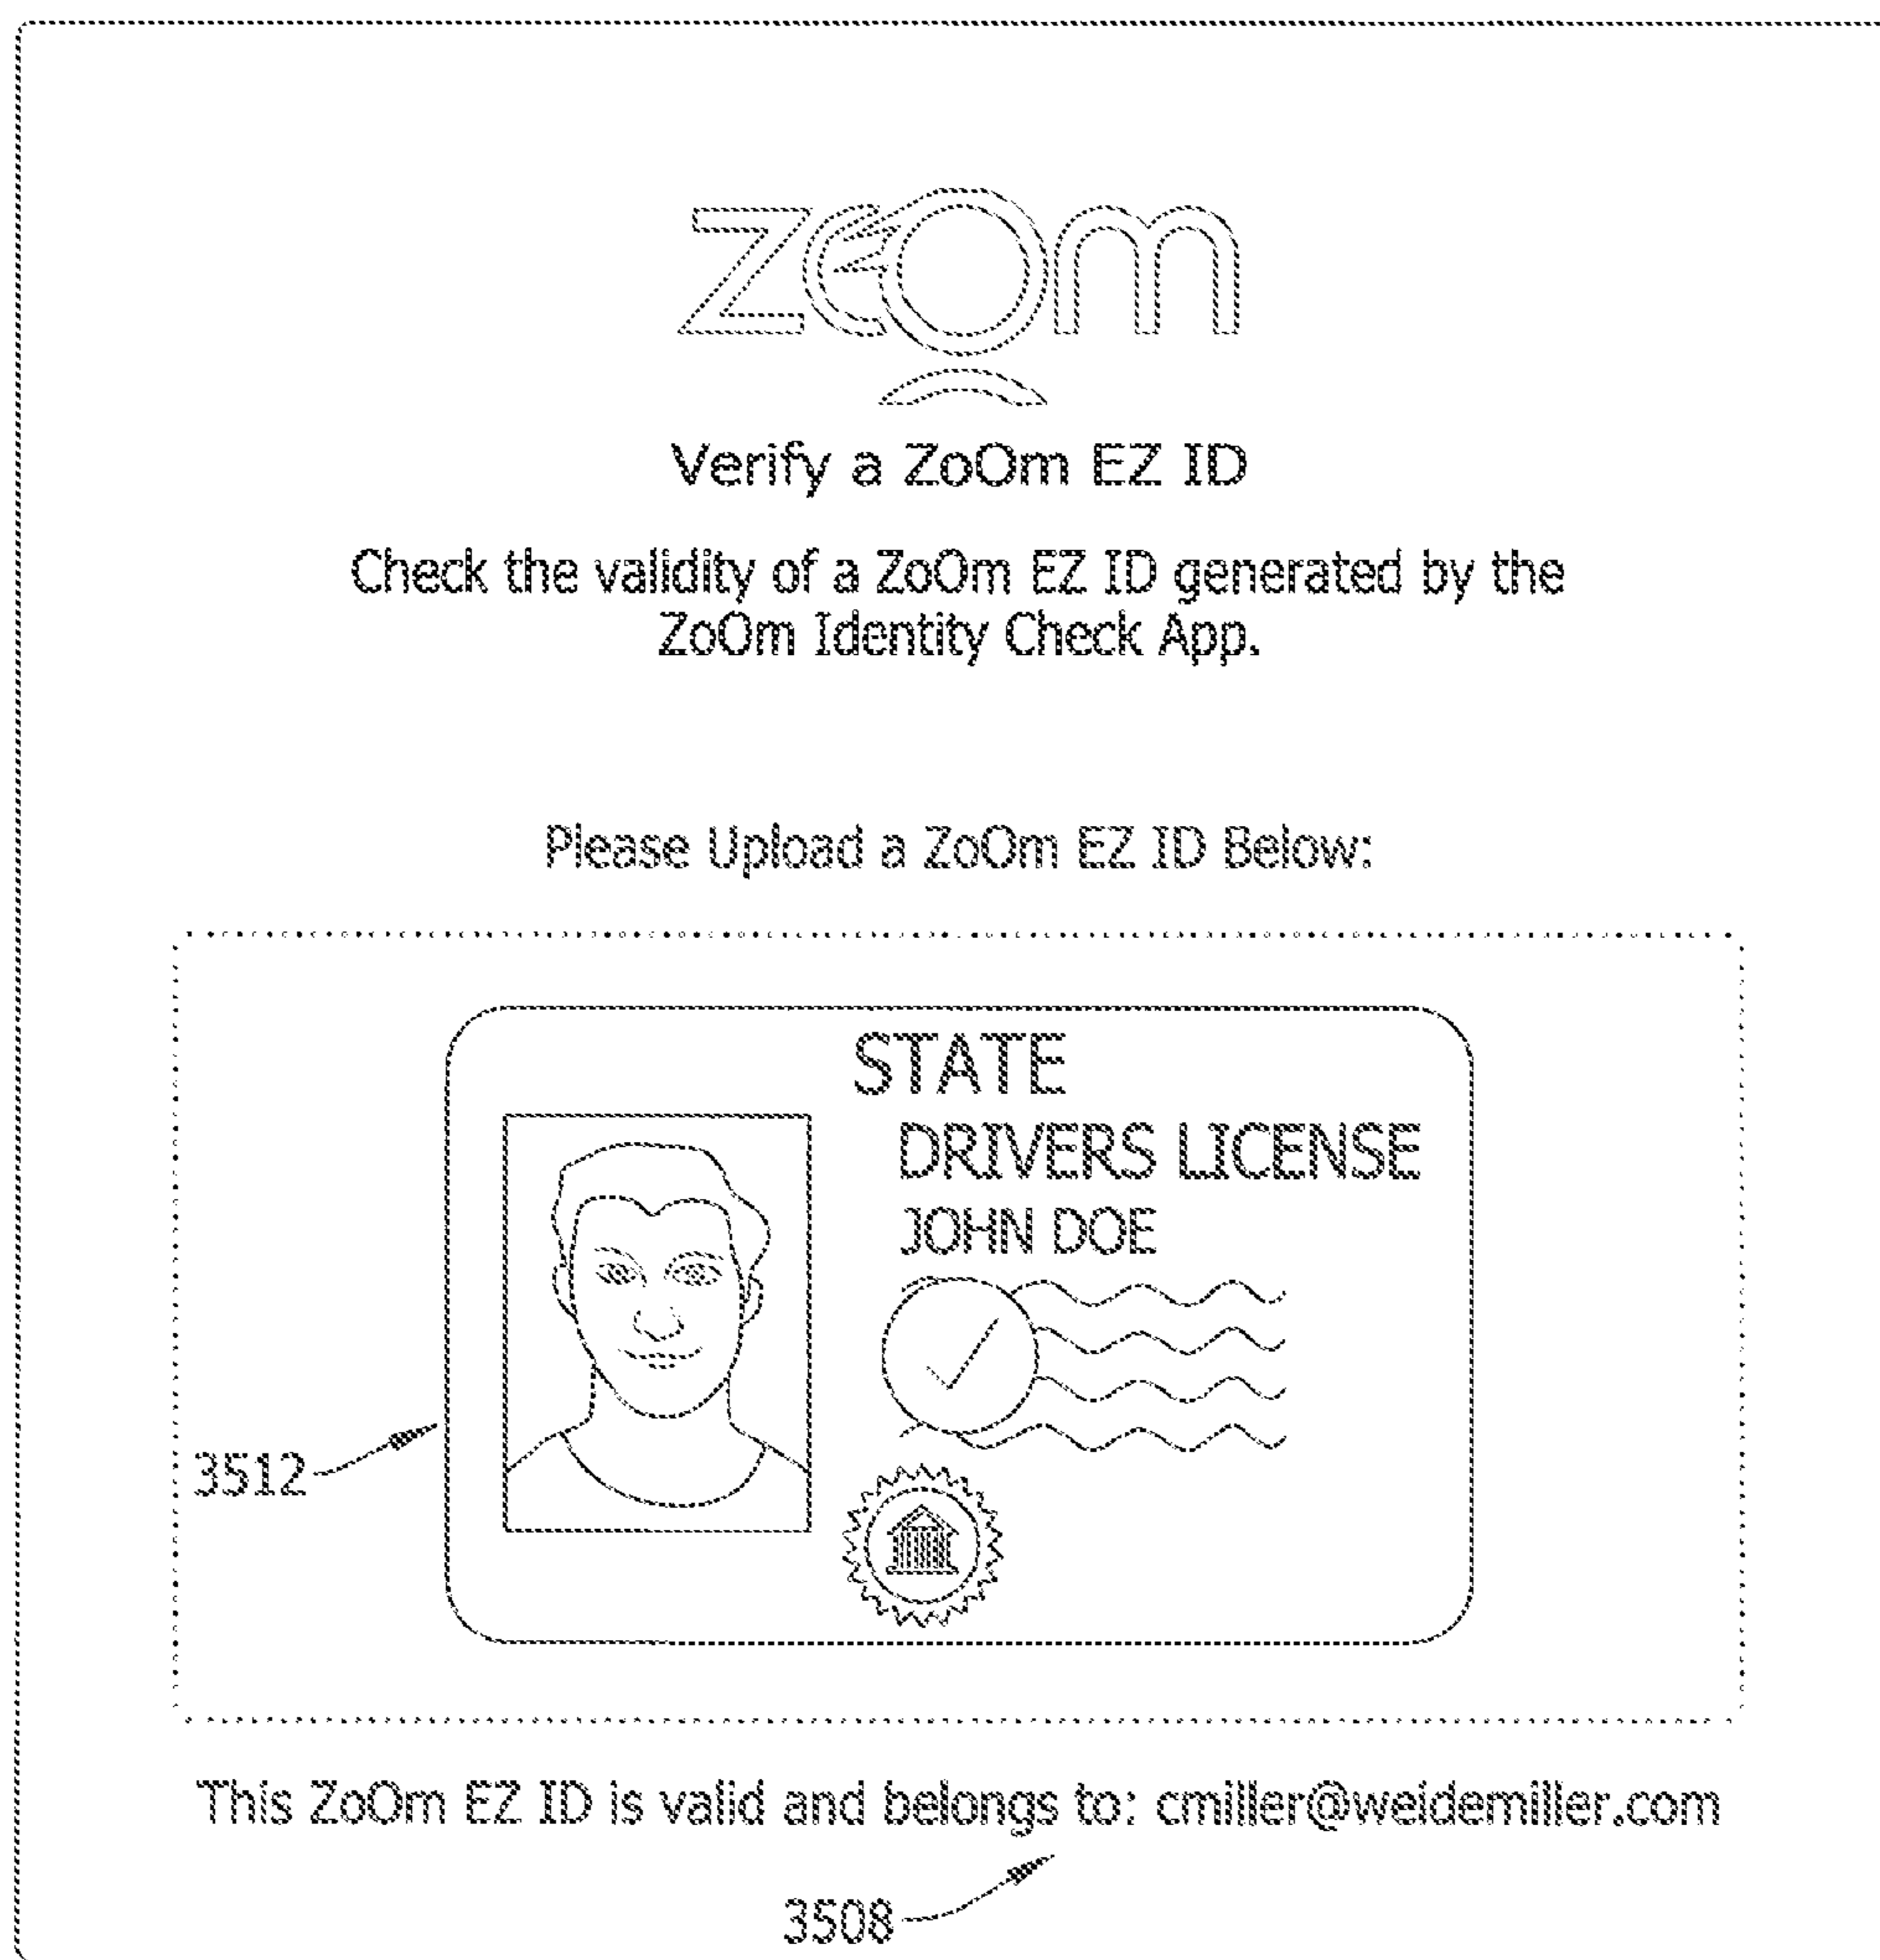 zoOm
Verify a ZoOm EZ ID
Check the validity of a ZoOm EZ ID generated by the
ZoOm Identity Check App.
Please Upload a ZoOm EZ ID Below:
STATE
DRIVERS LICENSE
JOHN DOE
3512
This ZoOm EZ ID is valid and belongs to: cmiller@weidemiller.com
3508